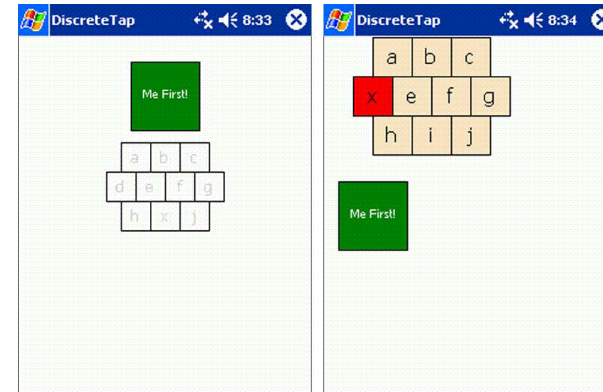 DiscreteTap 8:33
Me First!
a b c
d e f g
h x j
DiscreteTap 8:34
a b c
x e f g
h i j
Me First!